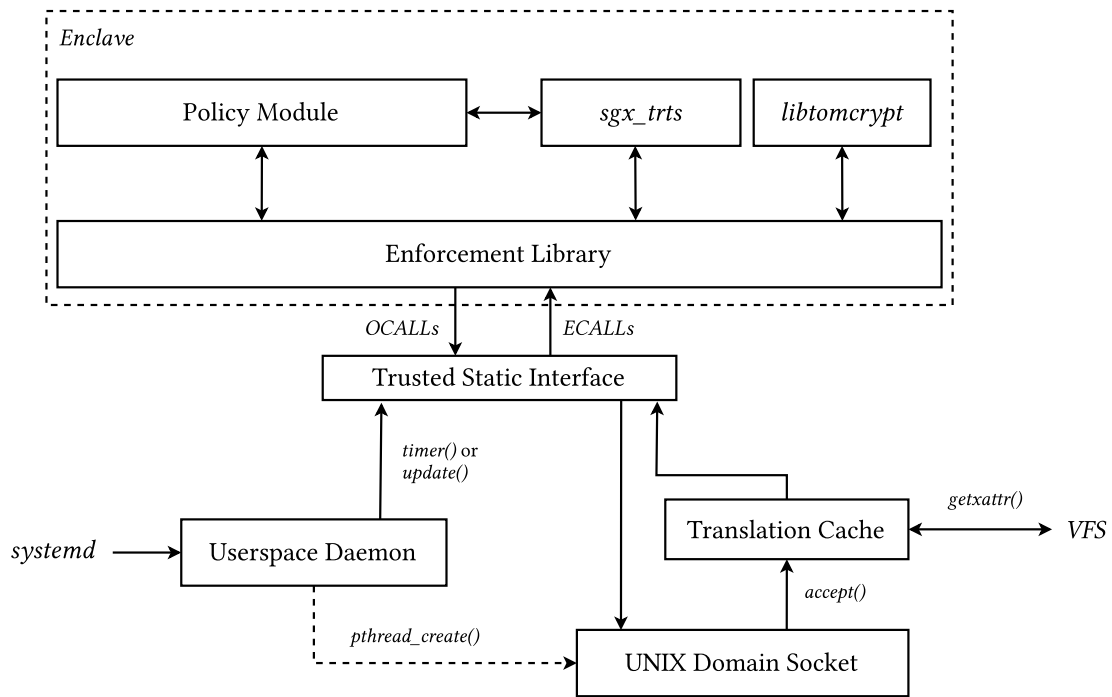 Enclave
Policy Module
sgx_trts
libtomcrypt
Enforcement Library
OCALLs
ECALLs
Trusted Static Interface
timer() or
update()
getxattr()
systemd
Userspace Daemon
Translation Cache
VFS
accept()
pthread_create()
UNIX Domain Socket